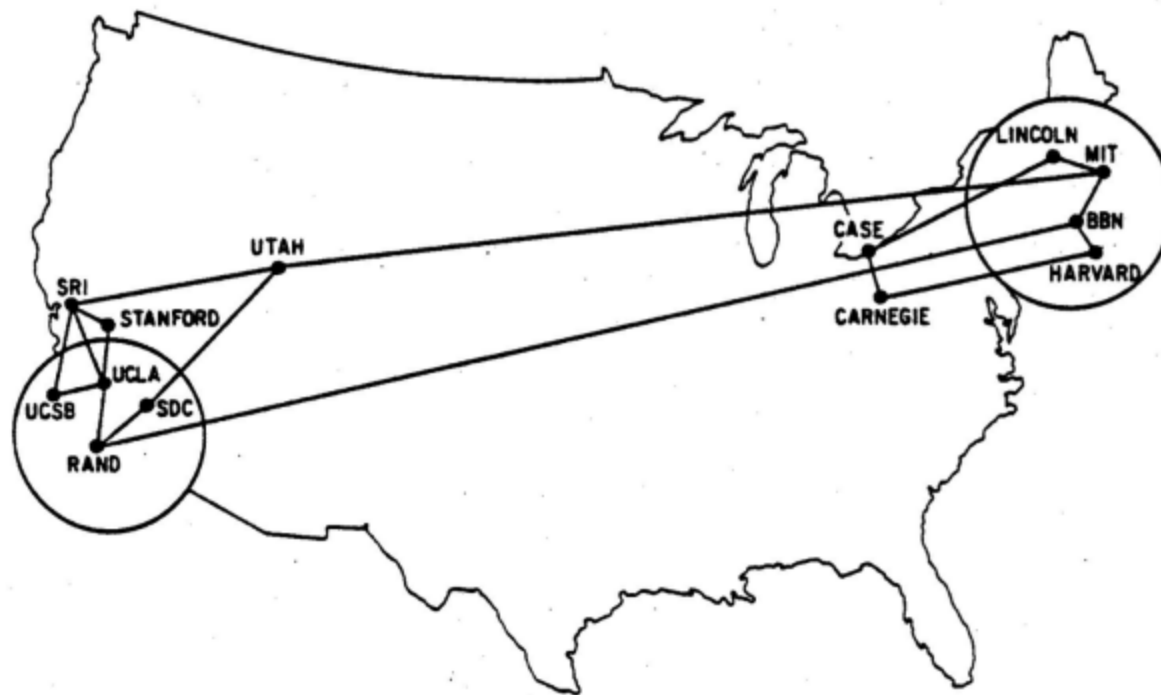 LINCOLN
MIT
CASE
BBN
UTAH
HARVARD
SRI
STANFORD
CARNEGIE
UCLA
UCSB
SDC
RAND